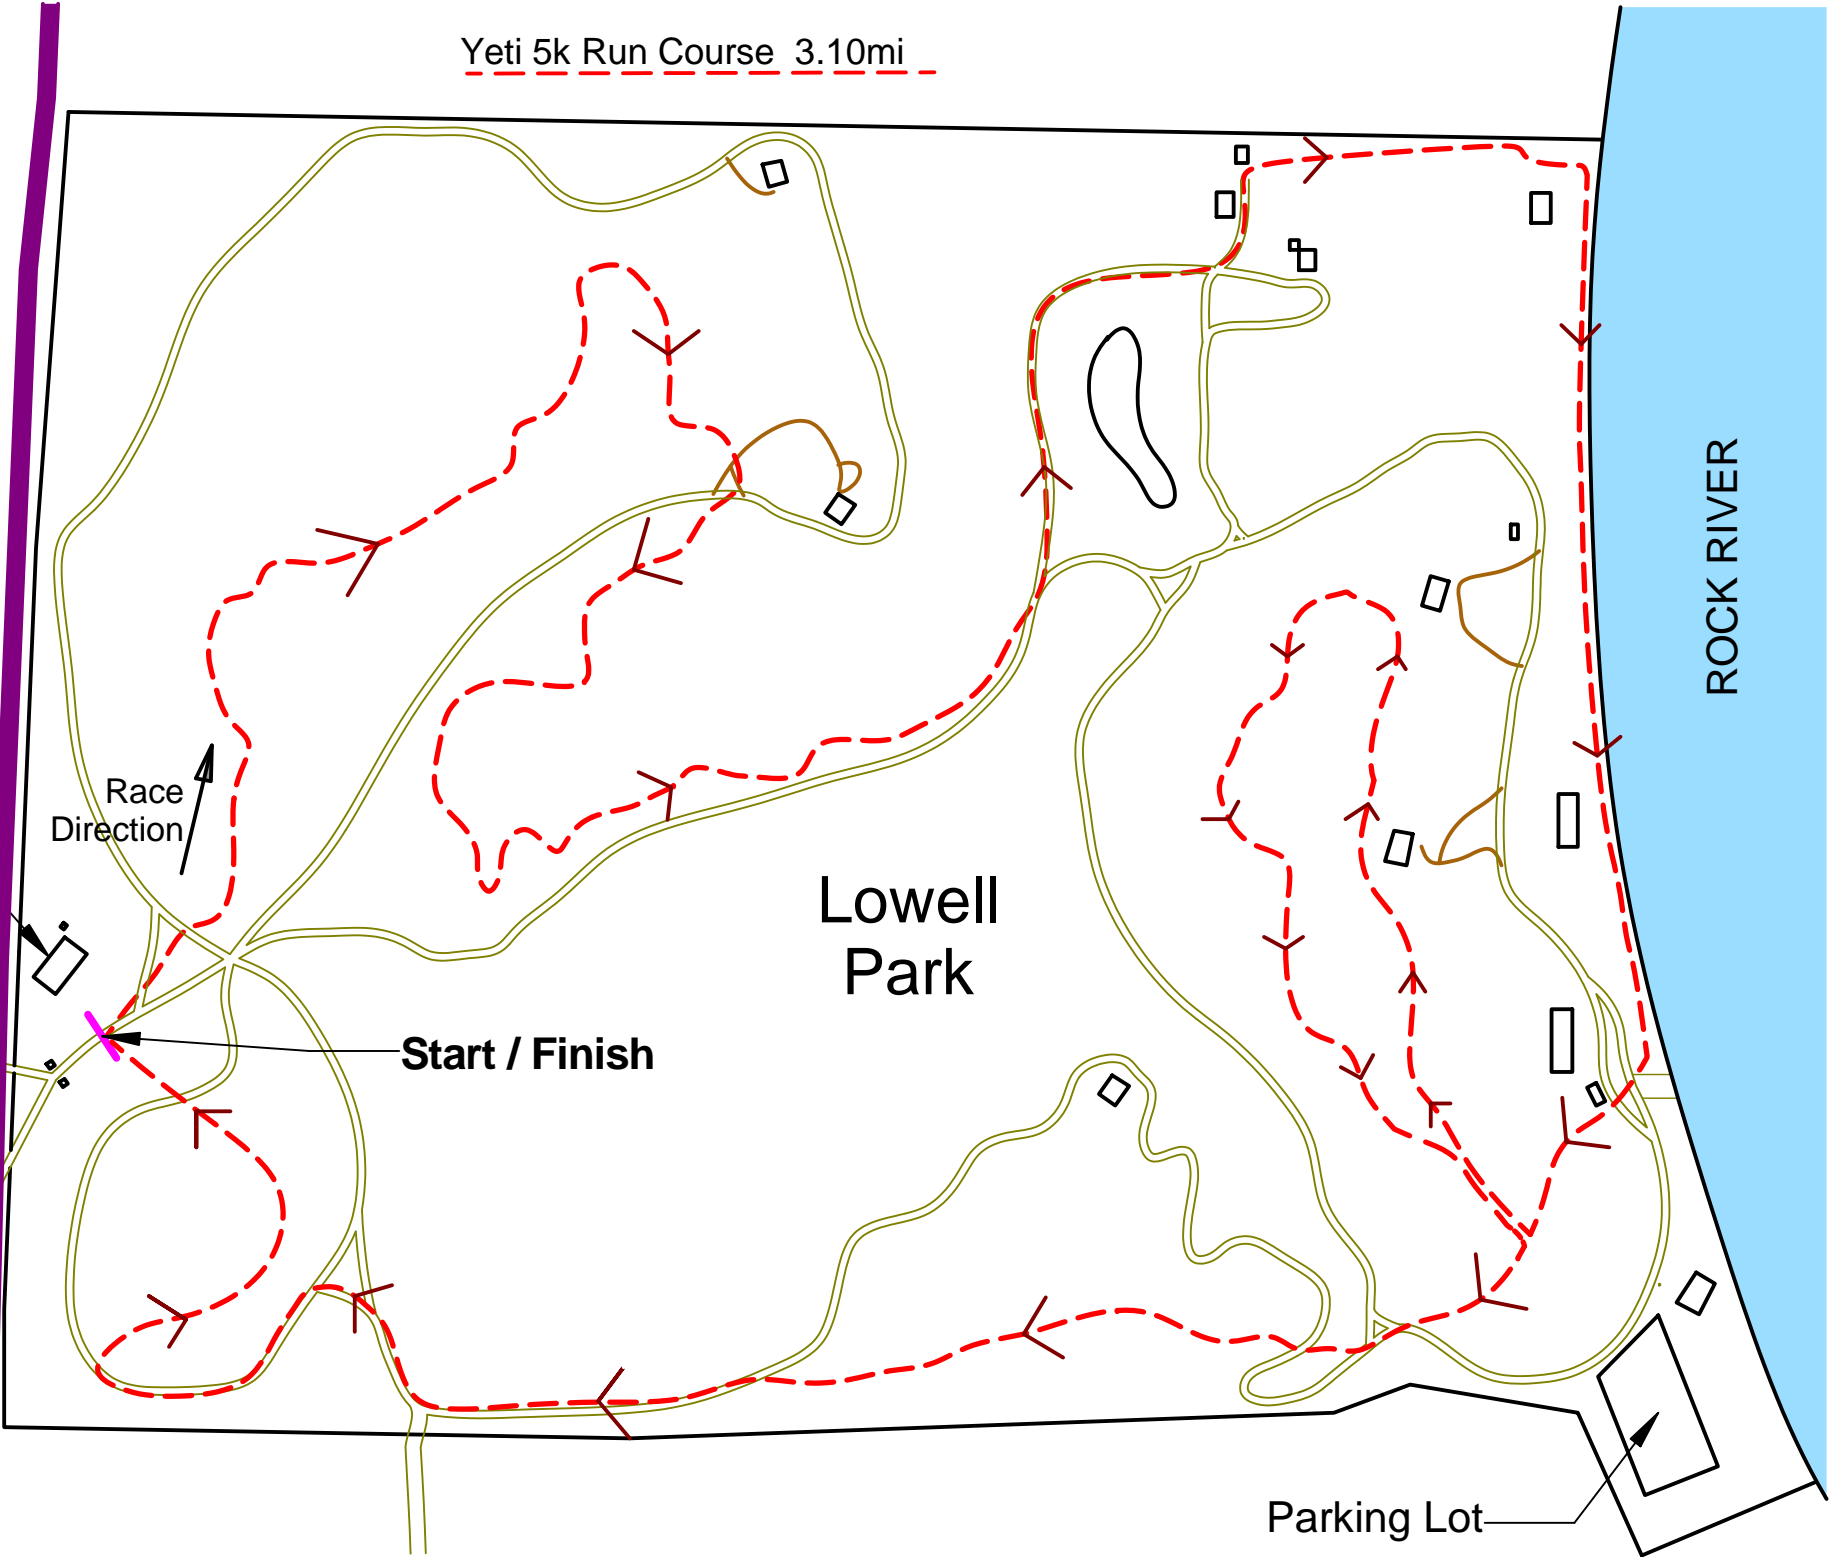 Yeti 5k Run Course 3.10mi
ROCK RIVER
Race
Direction
Lowell
Park
Start / Finish
Parking Lot